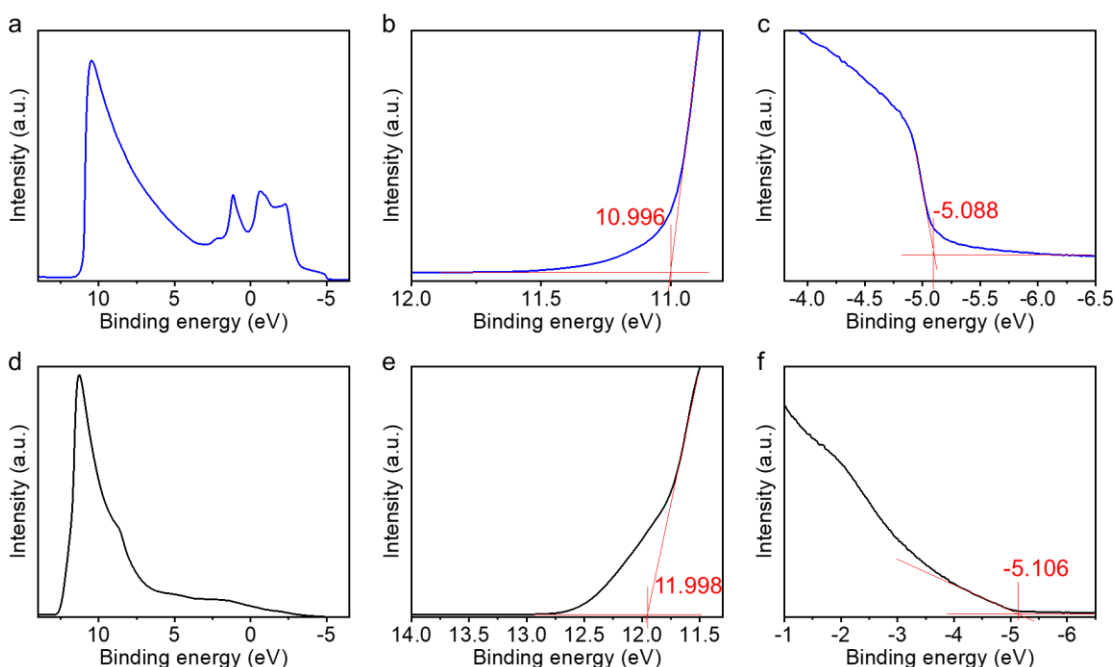 a
Intensity (a.u.)
10 5 0 -5
Binding energy (eV)
b
Intensity (a.u.)
10.996
12.0 11.5 11.0
Binding energy (eV)
c
Intensity (a.u.)
-5.088
-4.0 -4.5 -5.0 -5.5 -6.0 -6.5
Binding energy (eV)
d
Intensity (a.u.)
10 5 0 -5
Binding energy (eV)
e
Intensity (a.u.)
11.998
14.0 13.5 13.0 12.5 12.0 11.5
Binding energy (eV)
f
Intensity (a.u.)
-5.106
-1 -2 -3 -4 -5 -6
Binding energy (eV)